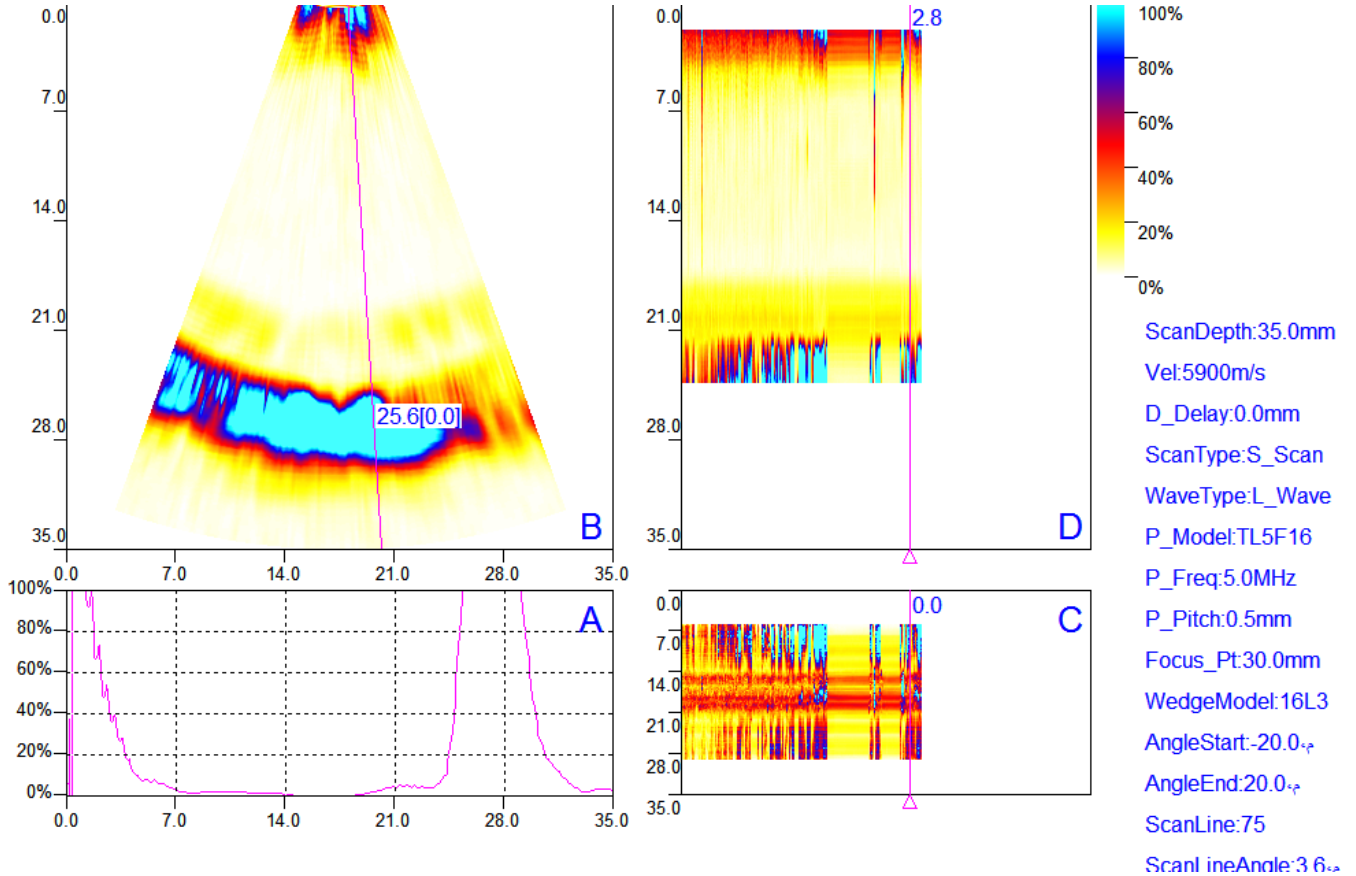 0.0
7.0
14.0
21.0
28.0
35.0
0.0 7.0 14.0 21.0 28.0 35.0
25.6[0.0]
B
0.0
7.0
14.0
21.0
28.0
35.0
2.8
D
100%
80%
60%
40%
20%
0%
100%
80%
60%
40%
20%
0%
0.0 7.0 14.0 21.0 28.0 35.0
A
0.0
7.0
14.0
21.0
28.0
35.0
0.0
C
ScanDepth:35.0mm
Vel:5900m/s
D_Delay:0.0mm
ScanType:S_Scan
WaveType:L_Wave
P_Model:TL5F16
P_Freq:5.0MHz
P_Pitch:0.5mm
Focus_Pt:30.0mm
WedgeModel:16L3
AngleStart:-20.0
AngleEnd:20.0
ScanLine:75
ScanLineAngle:3.6